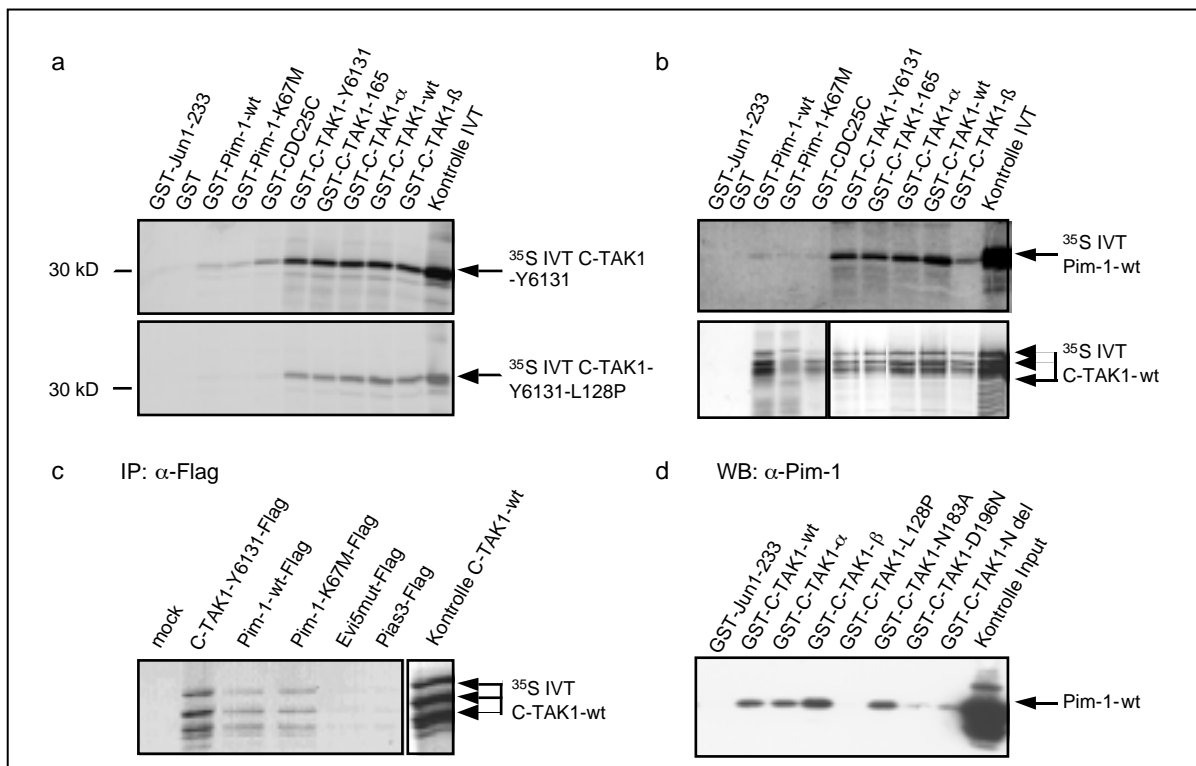 a
GST-Jun1-233
GST
GST-Pim-1-wt
GST-Pim-1-K67M
GST-CDC25C
GST-C-TAK1-Y6131
GST-C-TAK1-165
GST-C-TAK1-α
GST-C-TAK1-wt
GST-C-TAK1-ß
Kontrolle IVT
30 kD
35S IVT C-TAK1
-Y6131
30 kD
35S IVT C-TAK1-
Y6131-L128P
b
GST-Jun1-233
GST
GST-Pim-1-wt
GST-Pim-1-K67M
GST-CDC25C
GST-C-TAK1-Y6131
GST-C-TAK1-165
GST-C-TAK1-α
GST-C-TAK1-wt
GST-C-TAK1-ß
Kontrolle IVT
35S IVT
Pim-1-wt
35S IVT
C-TAK1-wt
c IP: α-Flag
mock
C-TAK1-Y6131-Flag
Pim-1-wt-Flag
Pim-1-K67M-Flag
Evi5mut-Flag
Pias3-Flag
Kontrolle C-TAK1-wt
35S IVT
C-TAK1-wt
d WB: α-Pim-1
GST-Jun1-233
GST-C-TAK1-wt
GST-C-TAK1-α
GST-C-TAK1-β
GST-C-TAK1-L128P
GST-C-TAK1-N183A
GST-C-TAK1-D196N
GST-C-TAK1-N del
Kontrolle Input
Pim-1-wt